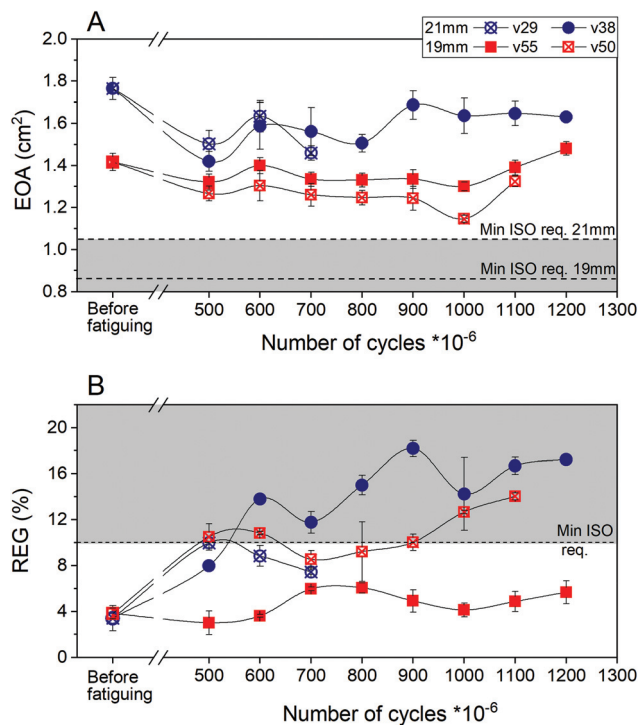 A
21mm v29 v38
19mm v55 v50
2.0
1.8
1.6
1.4
1.2
1.0
0.8
EOA (cm²)
Min ISO req. 21mm
Min ISO req. 19mm
Before
fatiguing
500 600 700 800 900 1000 1100 1200 1300
Number of cycles *10⁻⁶
B
20
16
12
8
4
0
REG (%)
Min ISO
req.
Before
fatiguing
500 600 700 800 900 1000 1100 1200 1300
Number of cycles *10⁻⁶